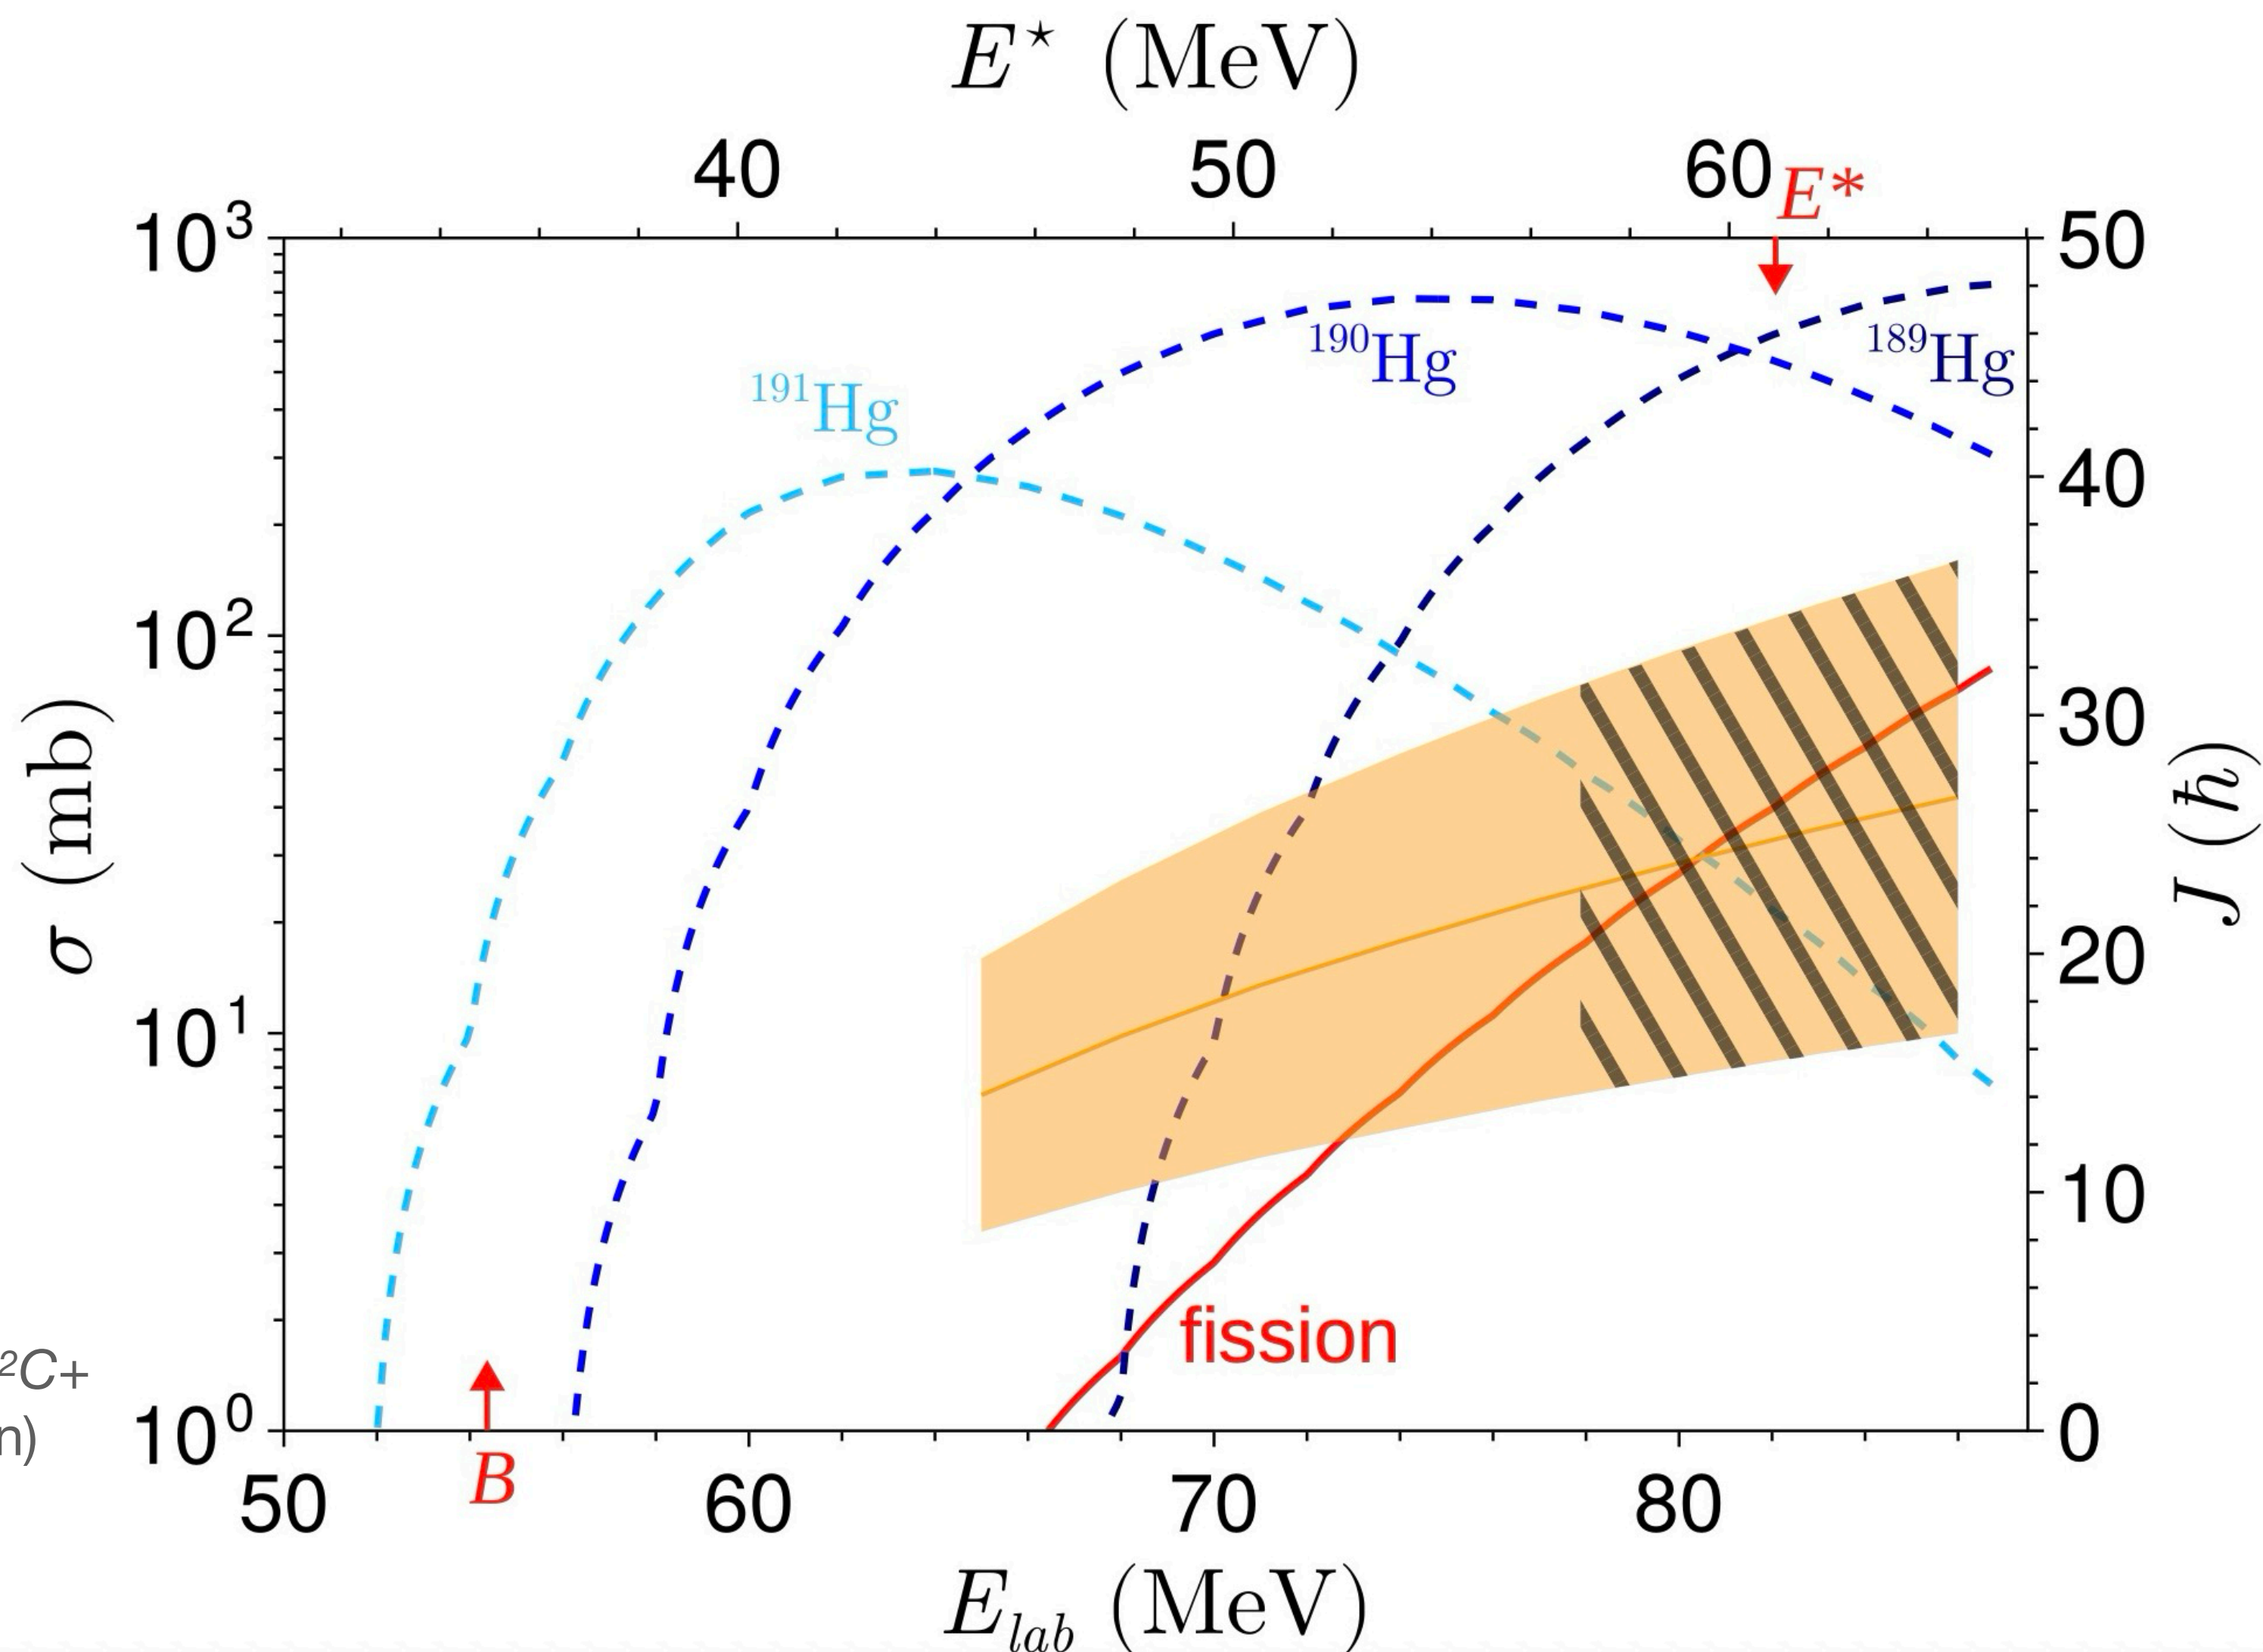 E* (MeV)
40 50 60 E*
10³ 50
¹⁹¹Hg ¹⁹⁰Hg ¹⁸⁹Hg
40
10² 30
σ (mb) J (ħ)
20
10¹
10
fission
²C+
n)
10⁰ 0
B
50 60 70 80
E_lab (MeV)